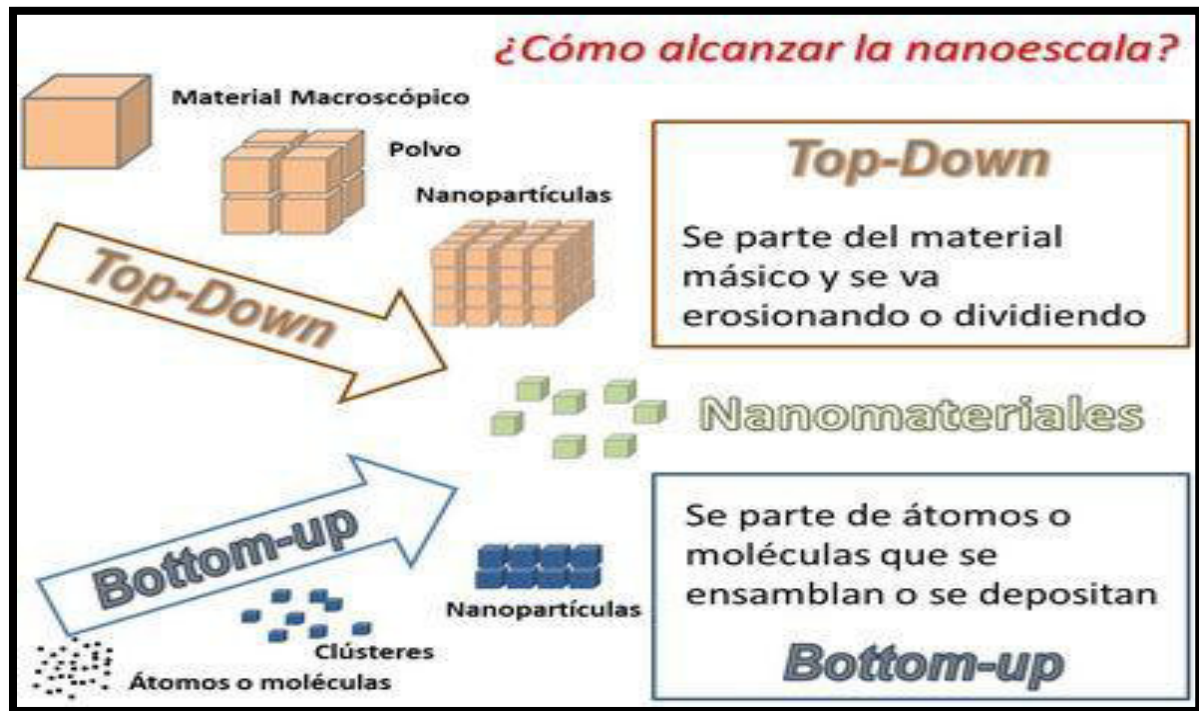 ¿Cómo alcanzar la nanoescala?
Material Macroscópico
Polvo
Nanopartículas
Top-Down
Top-Down
Se parte del material
másico y se va
erosionando o dividiendo
Nanomateriales
Bottom-up
Nanopartículas
Clústeres
Átomos o moléculas
Se parte de átomos o
moléculas que se
ensamblan o se depositan
Bottom-up